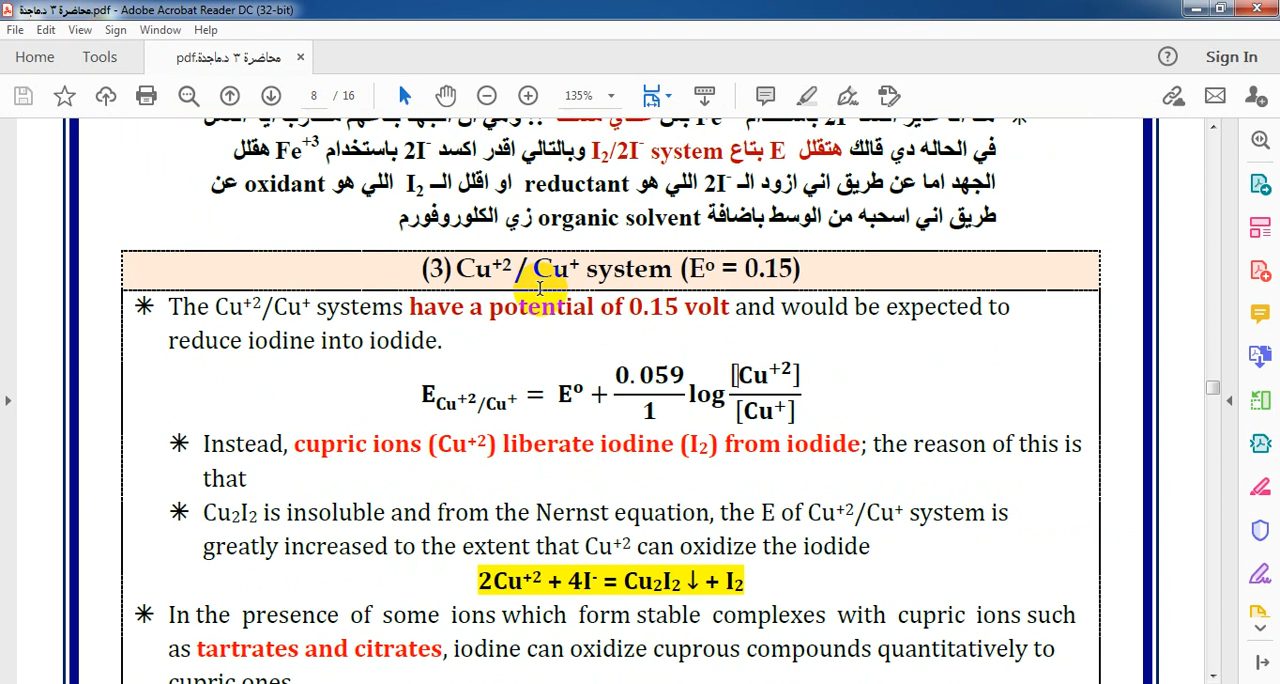 محاضرة ٣ د.ماجدة.pdf - Adobe Acrobat Reader DC (32-bit)
File Edit View Sign Window Help
Home Tools محاضرة ٣ د.ماجدة.pdf × Sign In
8 / 16 135%
في الحاله دي قالك هتقلل E بتاع I₂/2I⁻ system وبالتالي اقدر اكسد 2I⁻ باستخدام Fe⁺³ هقلل
الجهد اما عن طريق اني ازود الـ 2I⁻ اللي هو reductant او اقلل الــ I₂ اللي هو oxidant عن
طريق اني اسحبه من الوسط باضافة organic solvent زي الكلوروفورم
(3) Cu⁺²/ Cu⁺ system (Eᵒ = 0.15)
✳ The Cu⁺²/Cu⁺ systems have a potential of 0.15 volt and would be expected to
reduce iodine into iodide.
E_Cu⁺²/Cu⁺ = Eᵒ + 0.059/1 log [Cu⁺²]/[Cu⁺]
✳ Instead, cupric ions (Cu⁺²) liberate iodine (I₂) from iodide; the reason of this is
that
✳ Cu₂I₂ is insoluble and from the Nernst equation, the E of Cu⁺²/Cu⁺ system is
greatly increased to the extent that Cu⁺² can oxidize the iodide
2Cu⁺² + 4I⁻ = Cu₂I₂ ↓ + I₂
✳ In the presence of some ions which form stable complexes with cupric ions such
as tartrates and citrates, iodine can oxidize cuprous compounds quantitatively to
cupric ones